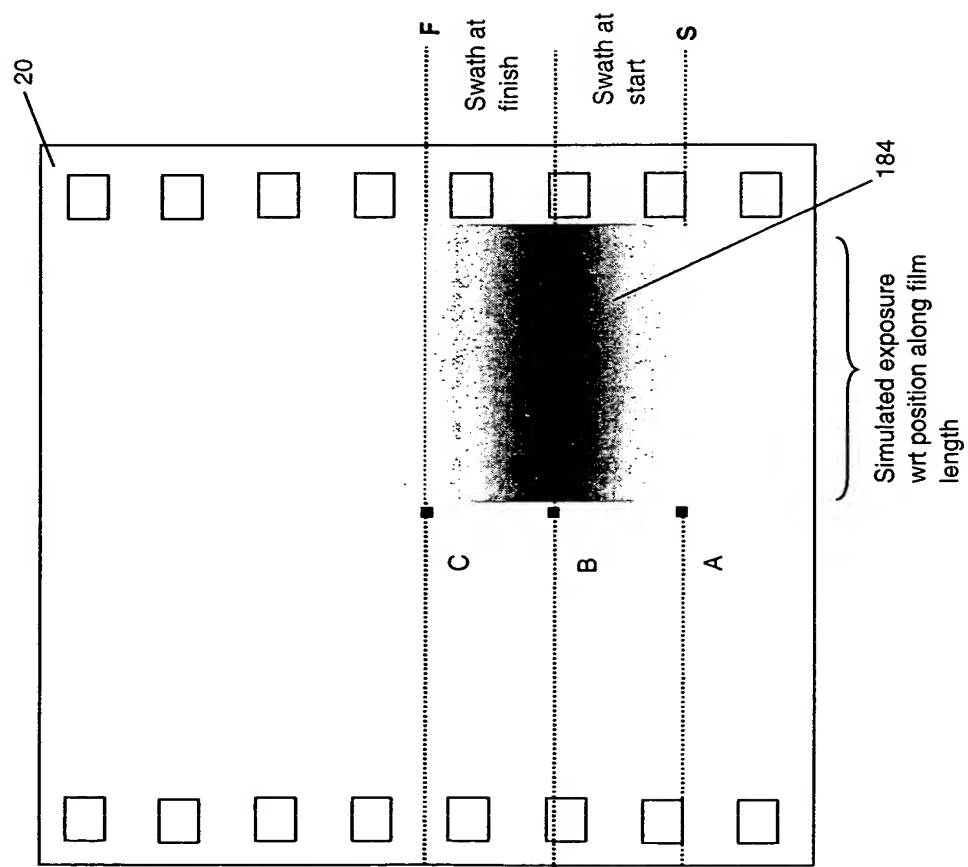 20
F
Swath at
finish
Swath at
start
S
184
C
B
A
Simulated exposure
wrt position along film
length